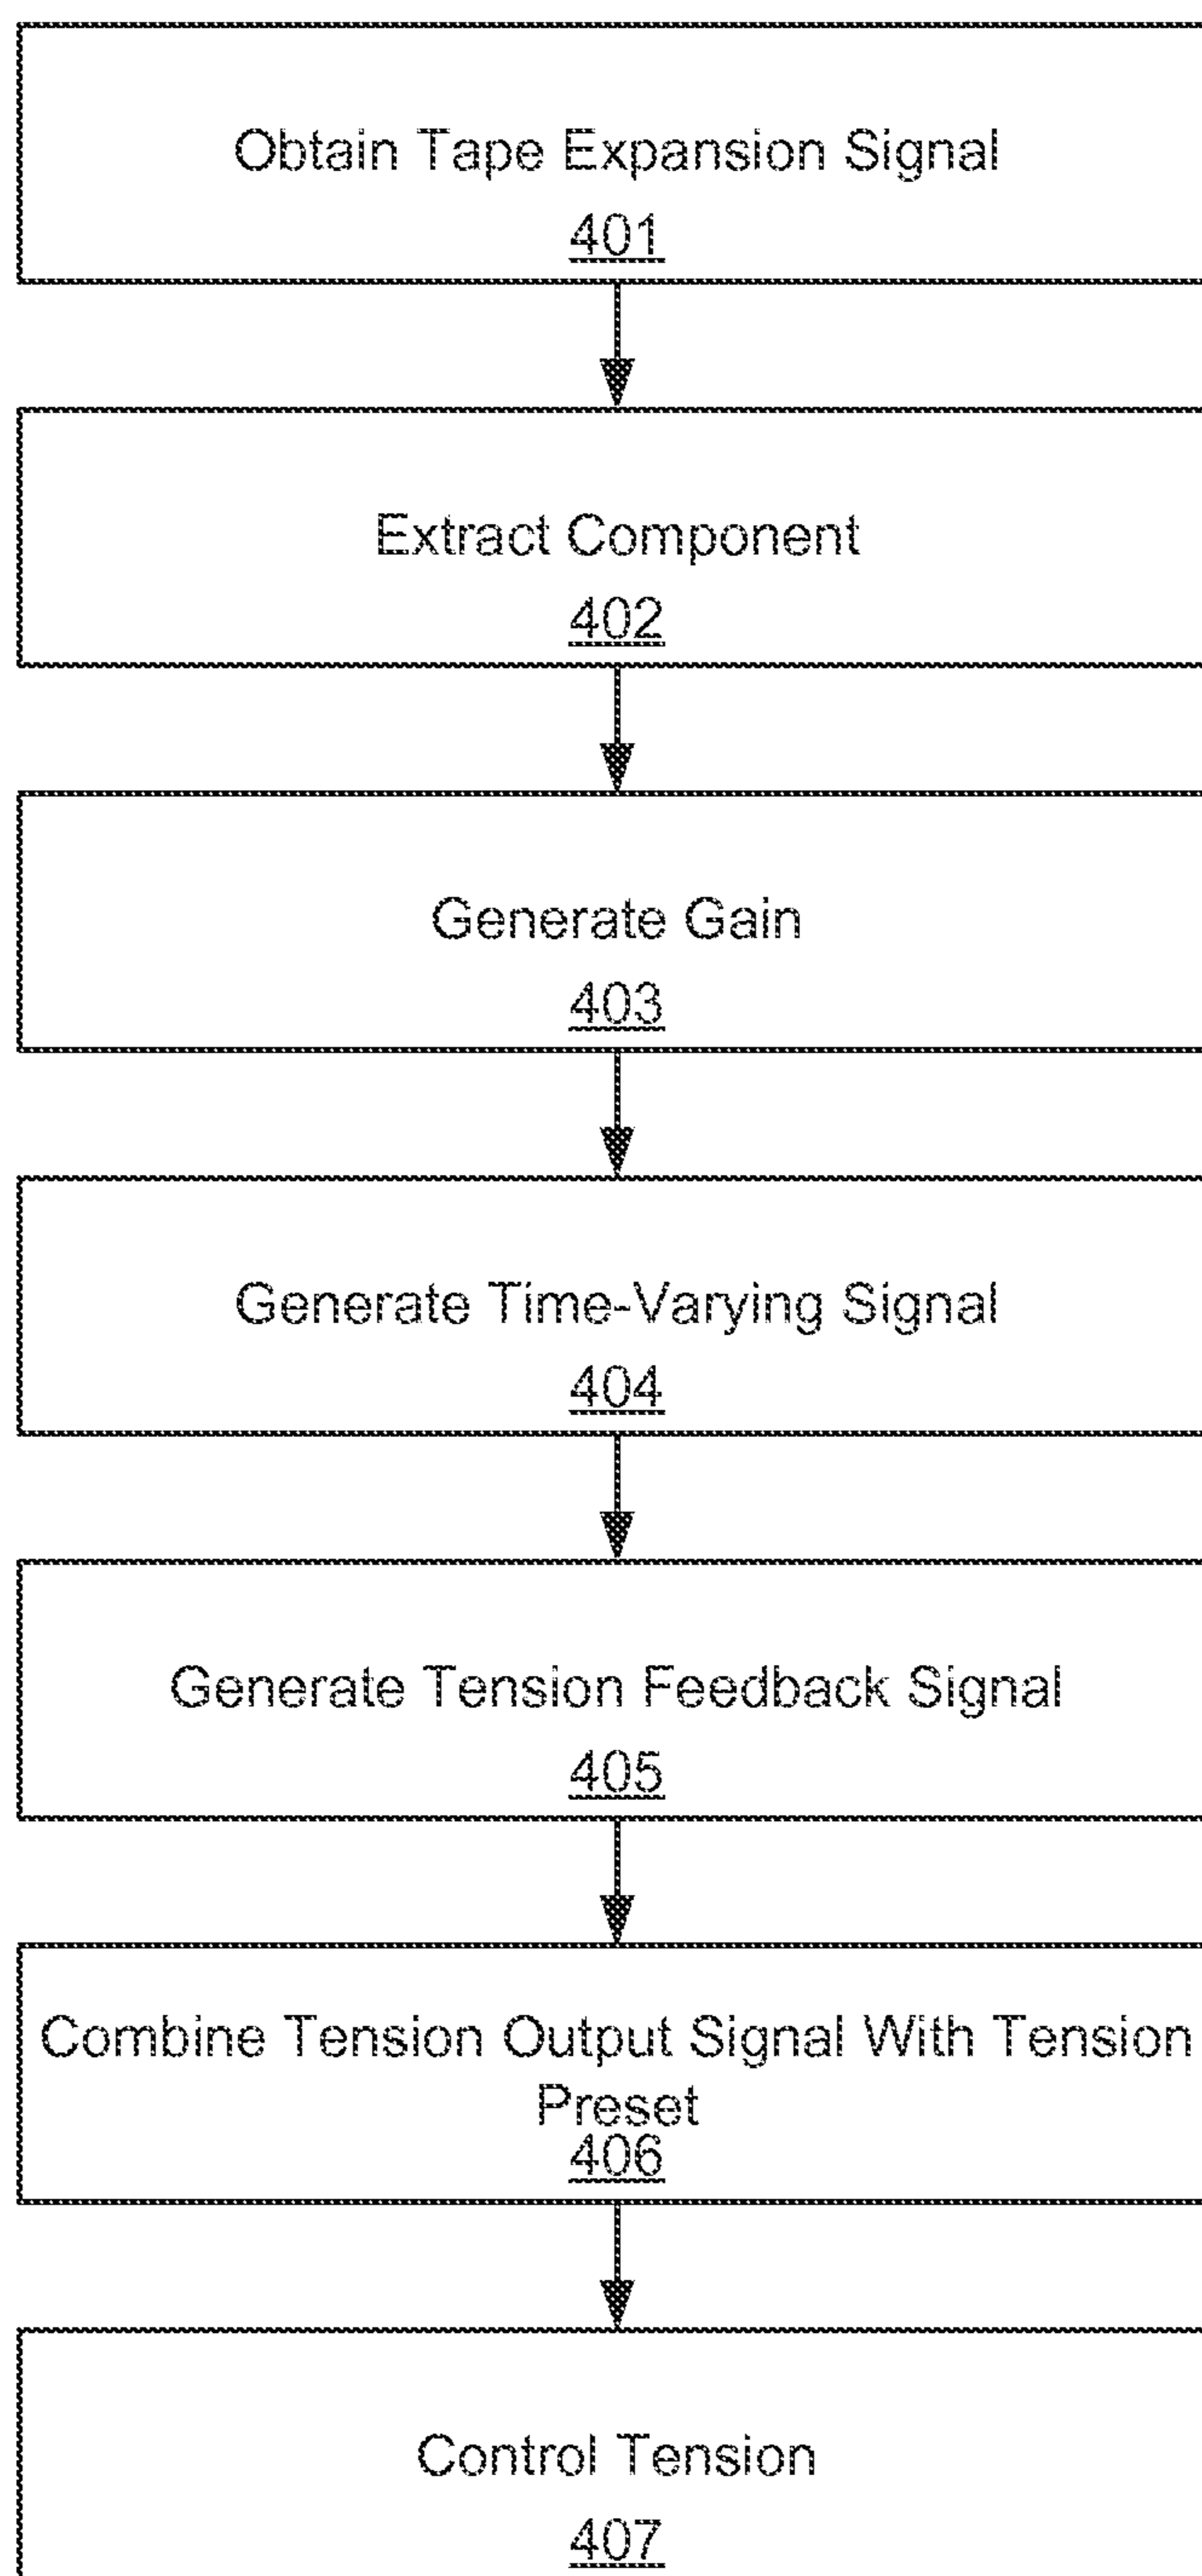 Obtain Tape Expansion Signal
401
Extract Component
402
Generate Gain
403
Generate Time-Varying Signal
404
Generate Tension Feedback Signal
405
Combine Tension Output Signal With Tension
Preset
406
Control Tension
407